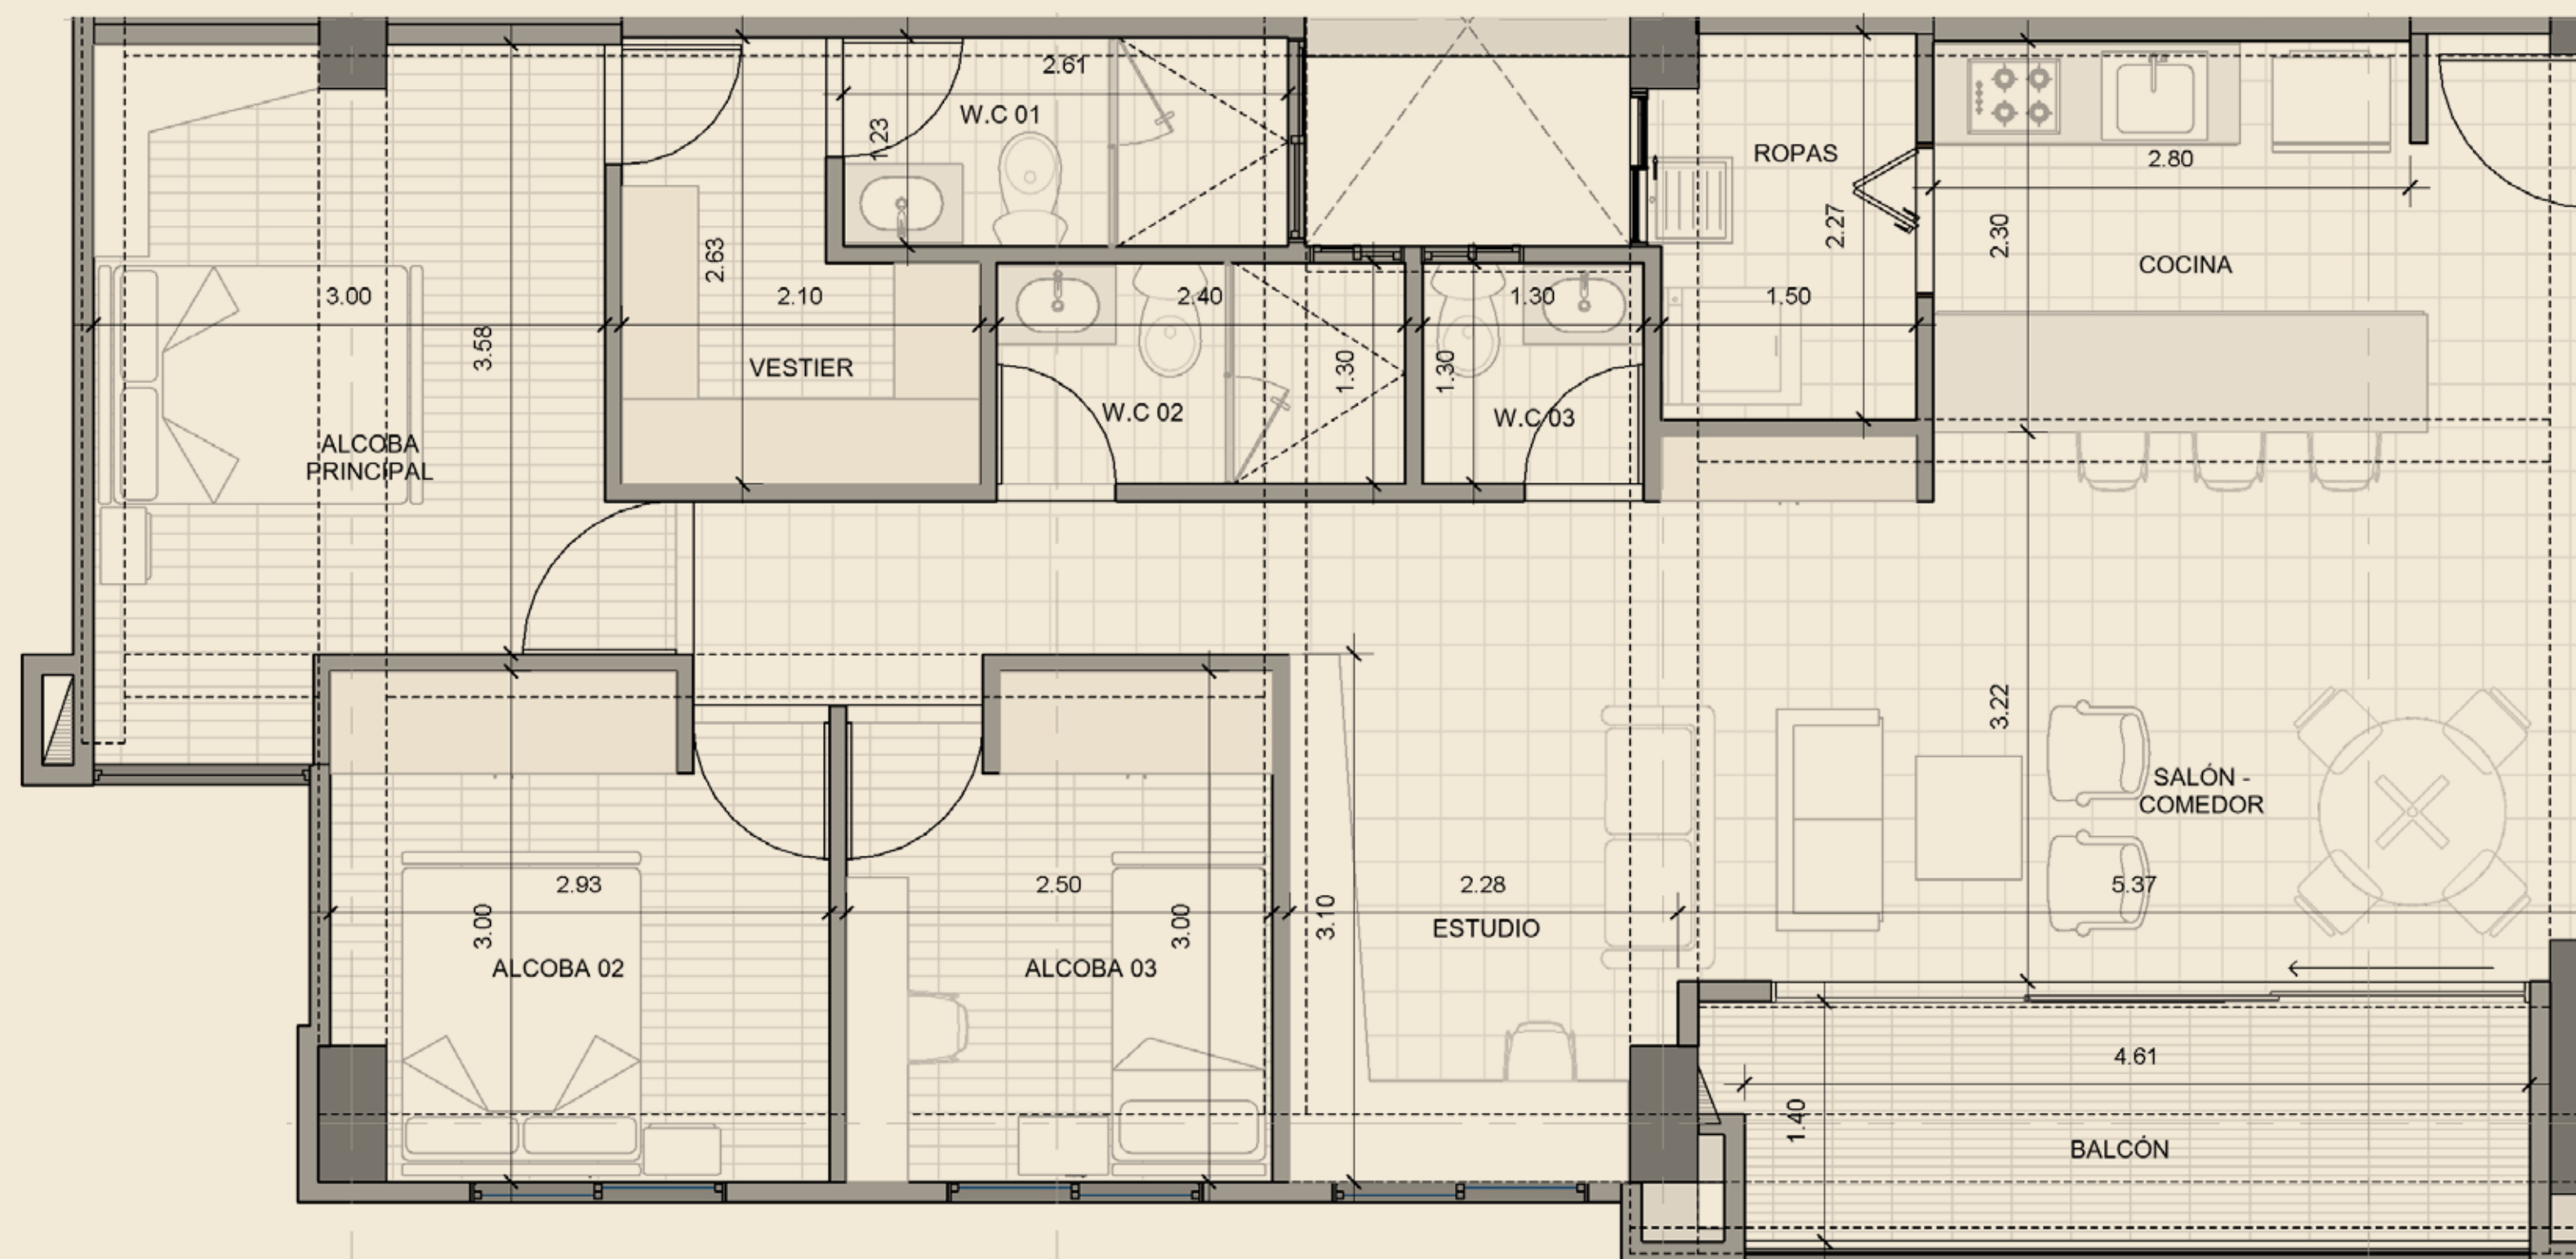 2.61
W.C 01
1.23
ROPAS
2.80
2.27
2.30
2.63
COCINA
3.00
2.10
2.40
1.30
1.50
3.58
VESTIER
1.30
1.30
W.C 02
W.C 03
ALCOBA
PRINCIPAL
3.22
SALÓN -
COMEDOR
2.93
2.50
2.28
5.37
3.00
3.00
3.10
ESTUDIO
ALCOBA 02
ALCOBA 03
4.61
1.40
BALCÓN